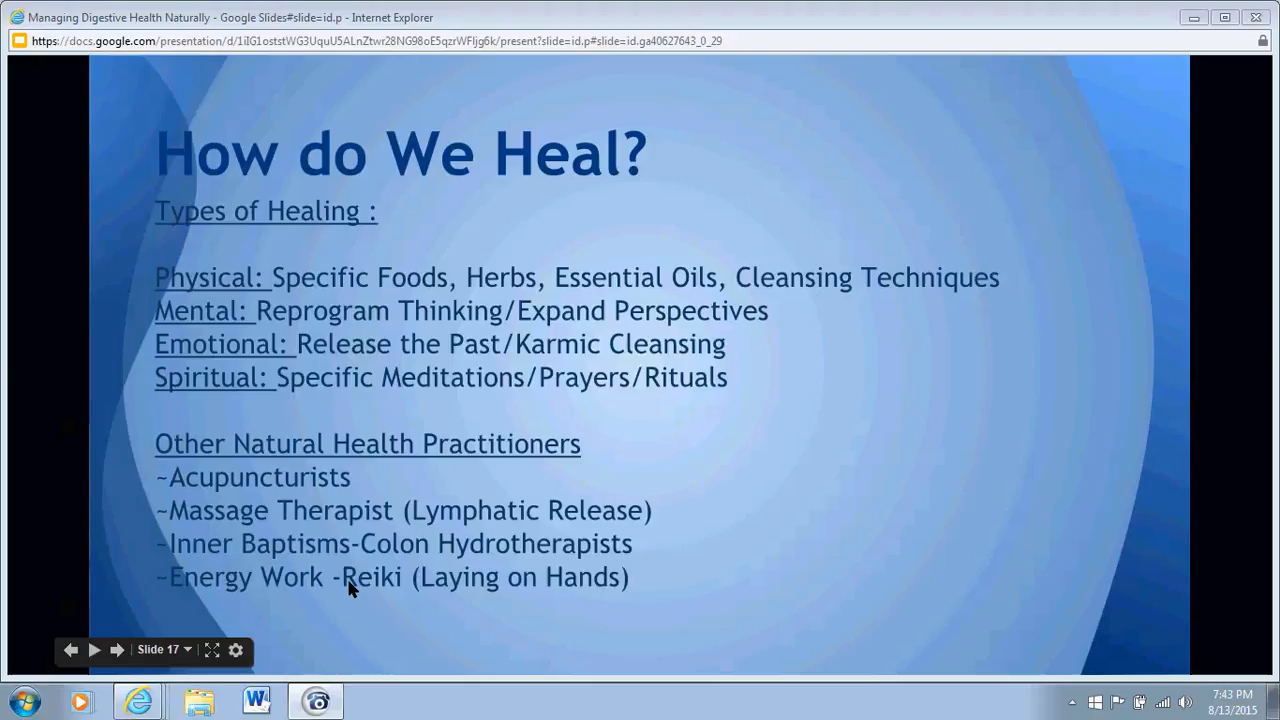 Managing Digestive Health Naturally - Google Slides#slide=id.p - Internet Explorer
https://docs.google.com/presentation/d/1iIG1oststWG3UquU5ALnZtwr28NG98oE5qzrWFIjg6k/present?slide=id.p#slide=id.ga40627643_0_29
How do We Heal?
Types of Healing :
Physical: Specific Foods, Herbs, Essential Oils, Cleansing Techniques
Mental: Reprogram Thinking/Expand Perspectives
Emotional: Release the Past/Karmic Cleansing
Spiritual: Specific Meditations/Prayers/Rituals
Other Natural Health Practitioners
~Acupuncturists
~Massage Therapist (Lymphatic Release)
~Inner Baptisms-Colon Hydrotherapists
~Energy Work -Reiki (Laying on Hands)
Slide 17
7:43 PM
8/13/2015